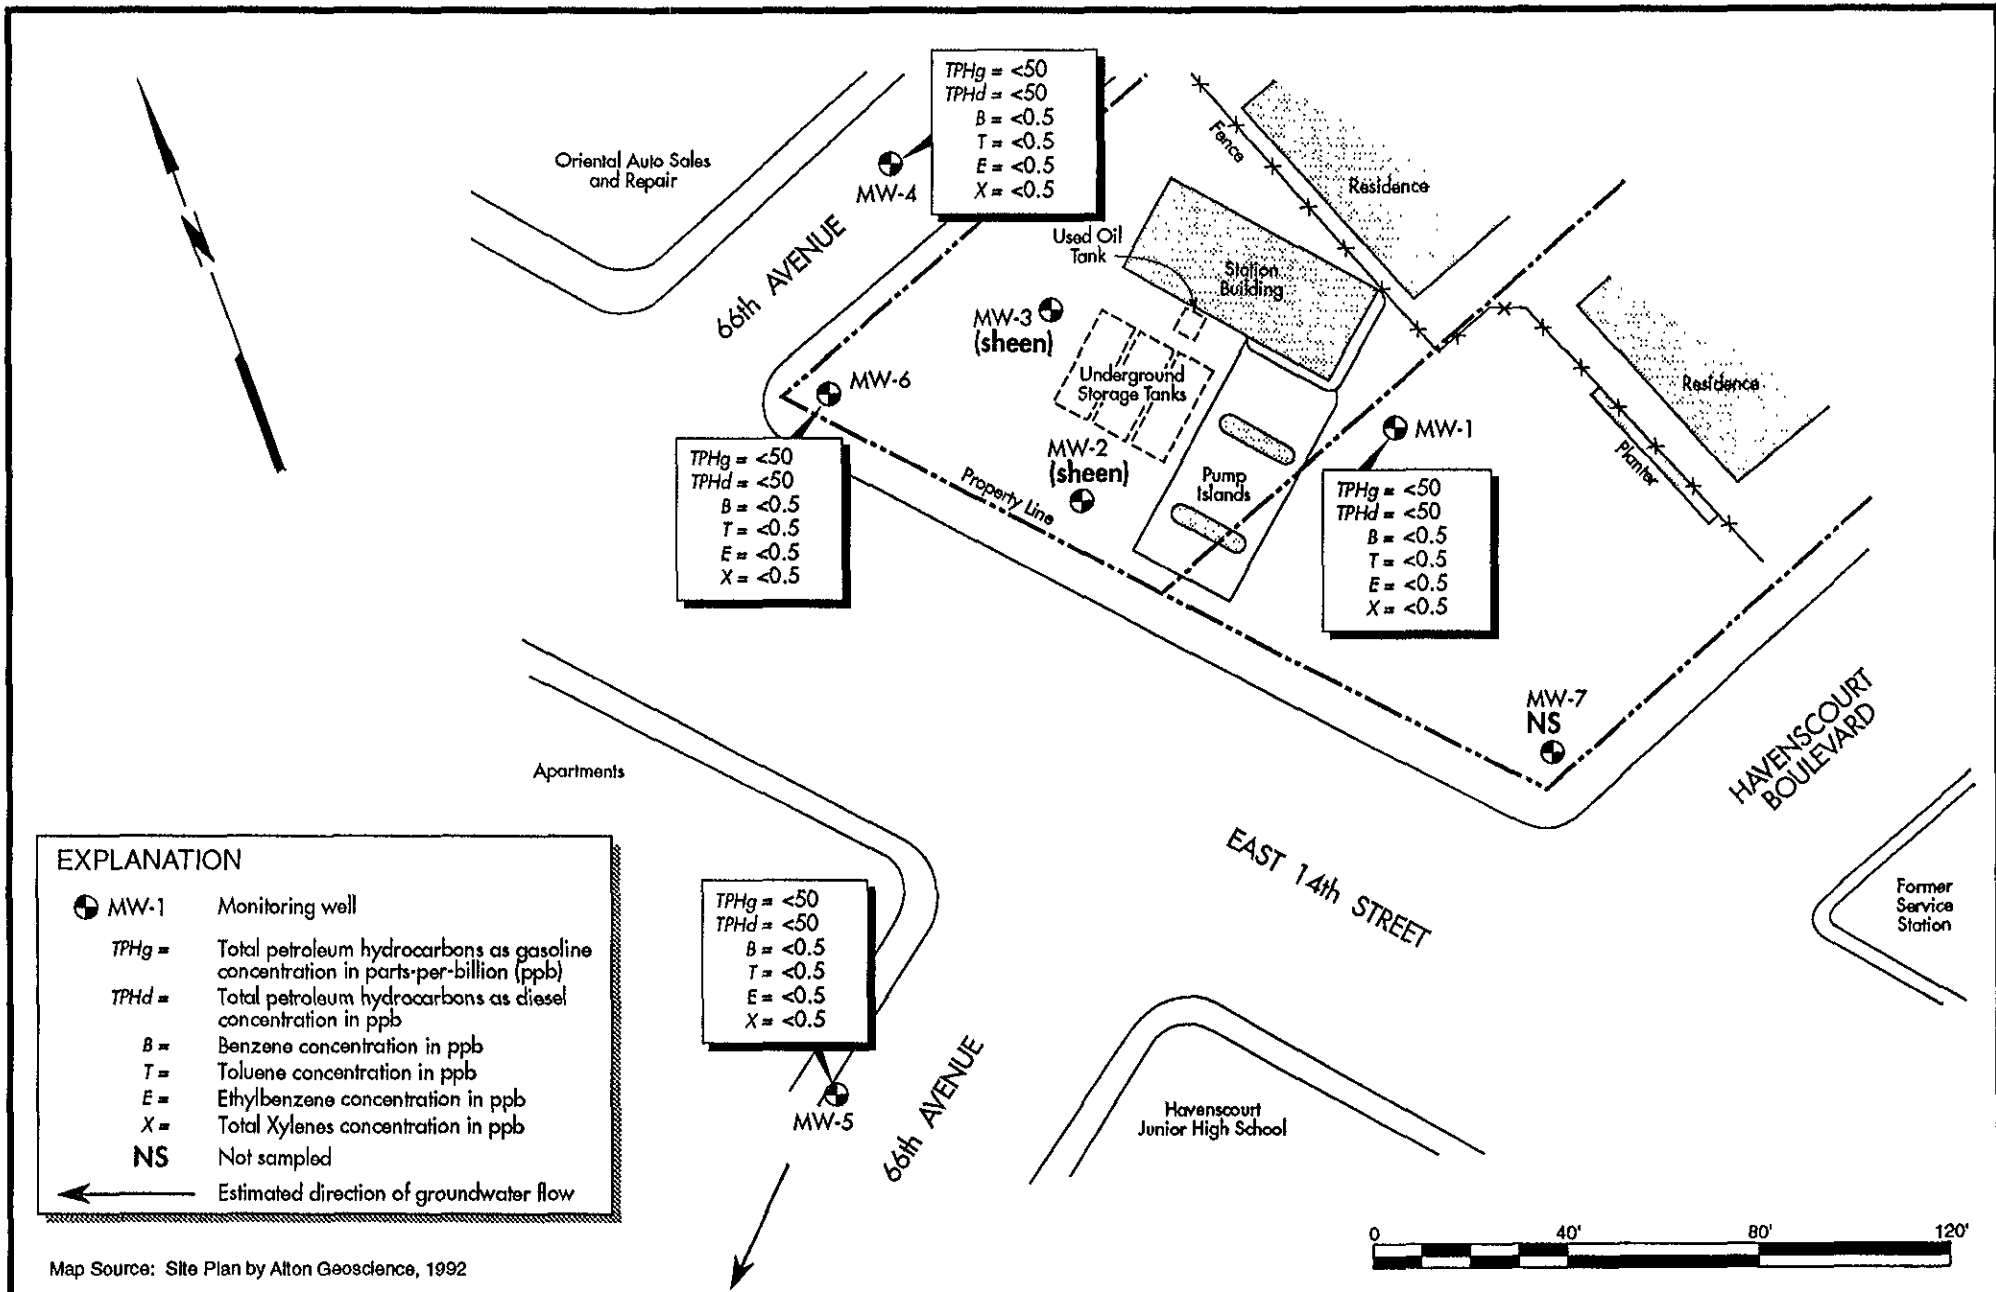 TPHg = <50
TPHd = <50
B = <0.5
T = <0.5
E = <0.5
X = <0.5
Oriental Auto Sales
and Repair
MW-4
66th AVENUE
Fence
Residence
Used Oil
Tank
Station
Building
MW-3
(sheen)
MW-6
Underground
Storage Tanks
Residence
MW-1
Planter
MW-2
(sheen)
Pump
Islands
Property Line
TPHg = <50
TPHd = <50
B = <0.5
T = <0.5
E = <0.5
X = <0.5
TPHg = <50
TPHd = <50
B = <0.5
T = <0.5
E = <0.5
X = <0.5
MW-7
NS
HAVENSCOURT
BOULEVARD
Apartments
EAST 14th STREET
Former
Service
Station
TPHg = <50
TPHd = <50
B = <0.5
T = <0.5
E = <0.5
X = <0.5
MW-5
66th AVENUE
Havenscourt
Junior High School
EXPLANATION
MW-1 Monitoring well
TPHg = Total petroleum hydrocarbons as gasoline
concentration in parts-per-billion (ppb)
TPHd = Total petroleum hydrocarbons as diesel
concentration in ppb
B = Benzene concentration in ppb
T = Toluene concentration in ppb
E = Ethylbenzene concentration in ppb
X = Total Xylenes concentration in ppb
NS Not sampled
Estimated direction of groundwater flow
Map Source: Site Plan by Alton Geoscience, 1992
0 40' 80' 120'
N